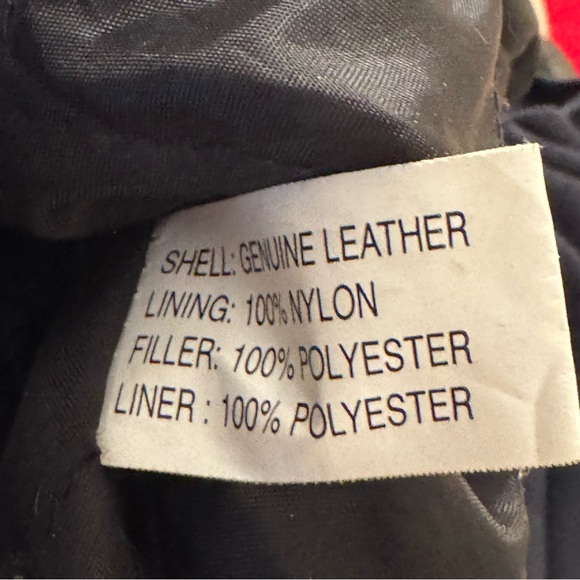 SHELL: GENUINE LEATHER
LINING: 100% NYLON
FILLER: 100% POLYESTER
LINER : 100% POLYESTER